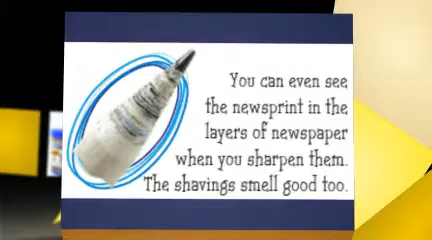 You can even see
the newsprint in the
layers of newspaper
when you sharpen them.
The shavings smell good too.